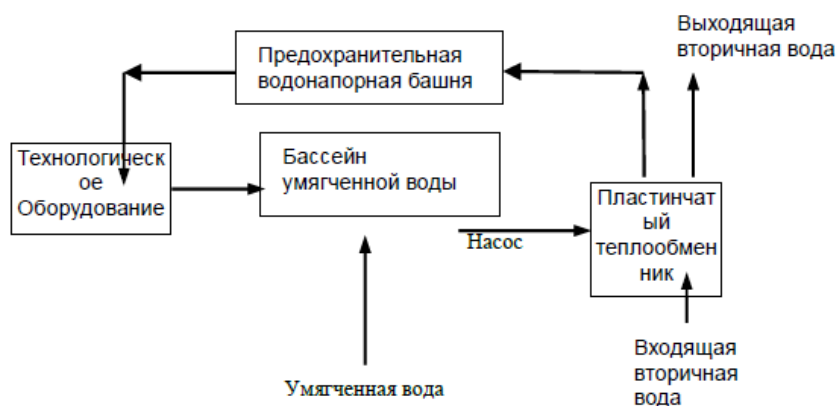 Выходящая
вторичная вода
Предохранительная
водонапорная башня
Технологическ
ое
Оборудование
Бассейн
умягченной воды
Пластинчат
ый
теплообмен
ник
Насос
Входящая
вторичная
вода
Умягченная вода